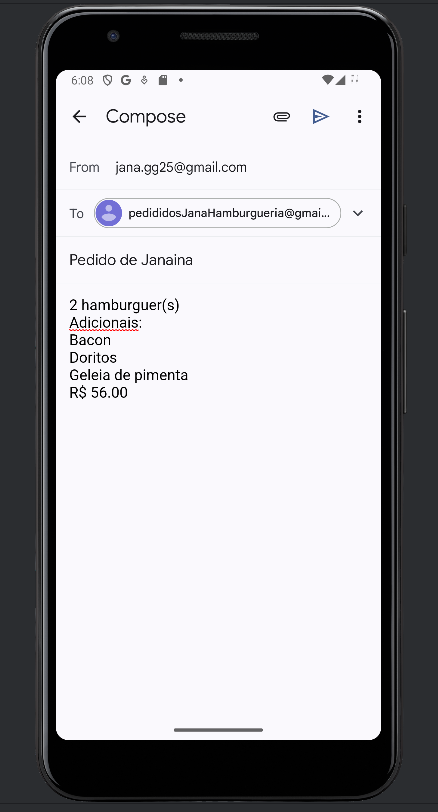 6:08
Compose
From jana.gg25@gmail.com
To pedididosJanaHamburgueria@gmai...
Pedido de Janaina
2 hamburguer(s)
Adicionais:
Bacon
Doritos
Geleia de pimenta
R$ 56.00